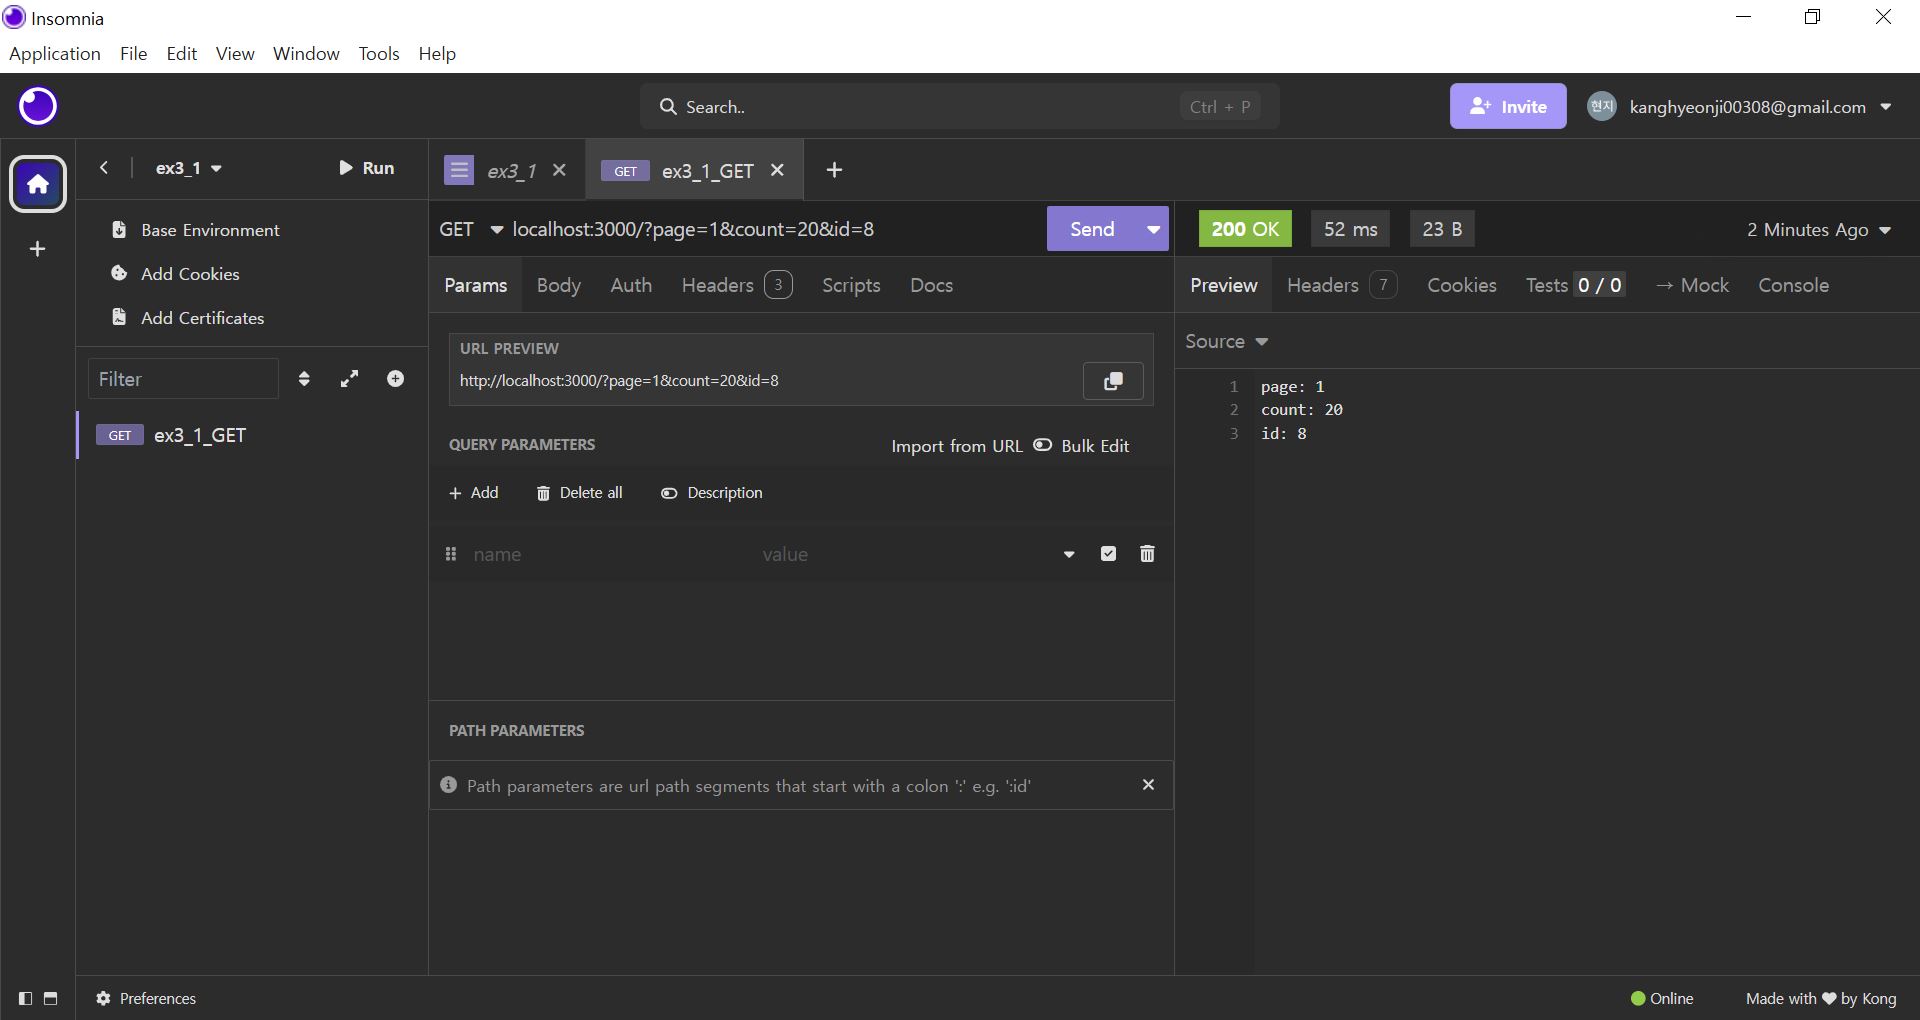 Insomnia
Application File Edit View Window Tools Help
Search.. Ctrl + P Invite 현지 kanghyeonji00308@gmail.com
ex3_1 Run ex3_1 GET ex3_1_GET
Base Environment
Add Cookies
Add Certificates
Filter
GET ex3_1_GET
GET localhost:3000/?page=1&count=20&id=8 Send
Params Body Auth Headers 3 Scripts Docs
URL PREVIEW
http://localhost:3000/?page=1&count=20&id=8
QUERY PARAMETERS Import from URL Bulk Edit
Add Delete all Description
name value
PATH PARAMETERS
Path parameters are url path segments that start with a colon ':' e.g. ':id'
200 OK 52 ms 23 B 2 Minutes Ago
Preview Headers 7 Cookies Tests 0 / 0 → Mock Console
Source
1 page: 1
2 count: 20
3 id: 8
Preferences Online Made with by Kong